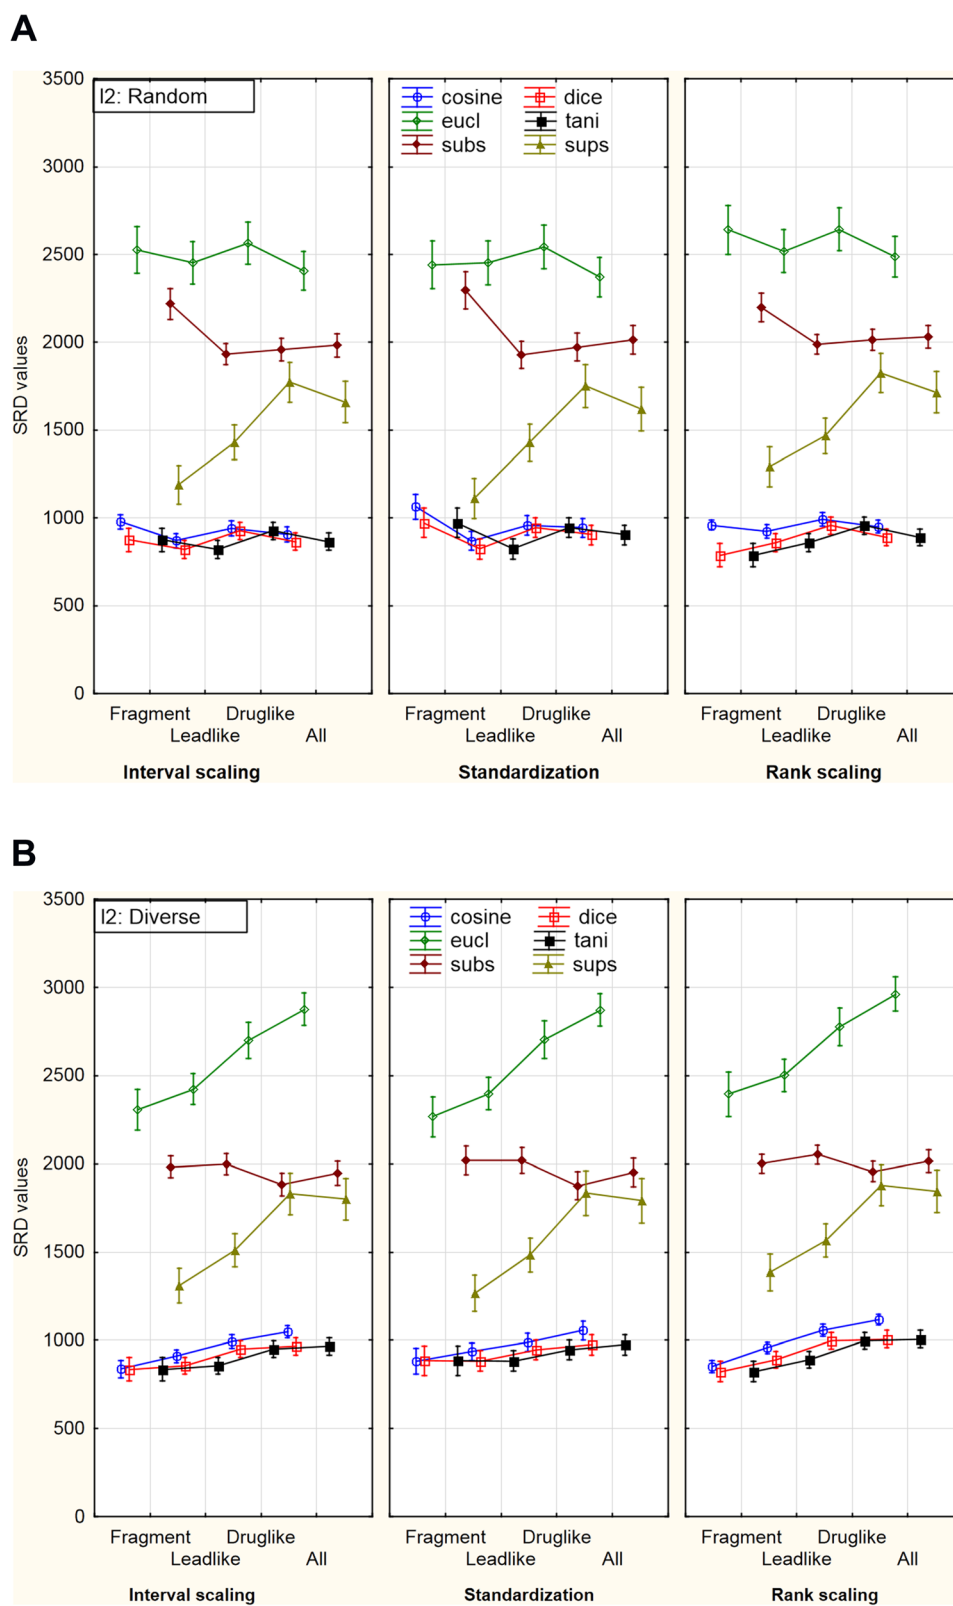 A
I2: Random
cosine dice
eucl tani
subs sups
3500
3000
2500
2000
1500
1000
500
0
SRD values
Fragment Druglike Fragment Druglike Fragment Druglike
Leadlike All Leadlike All Leadlike All
Interval scaling Standardization Rank scaling
B
I2: Diverse
cosine dice
eucl tani
subs sups
3500
3000
2500
2000
1500
1000
500
0
SRD values
Fragment Druglike Fragment Druglike Fragment Druglike
Leadlike All Leadlike All Leadlike All
Interval scaling Standardization Rank scaling